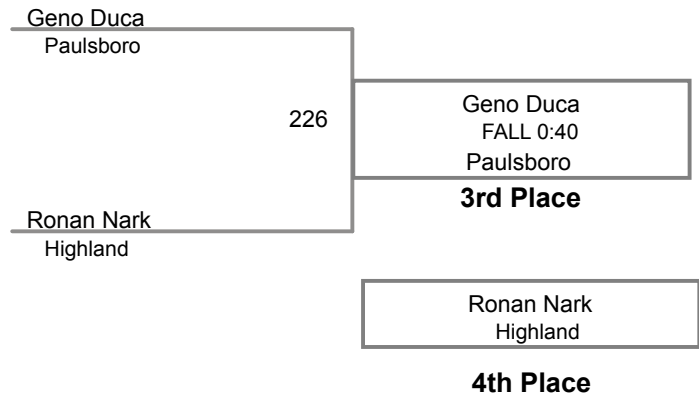 Geno Duca
Paulsboro
226
Geno Duca
FALL 0:40
Paulsboro
3rd Place
Ronan Nark
Highland
Ronan Nark
Highland
4th Place